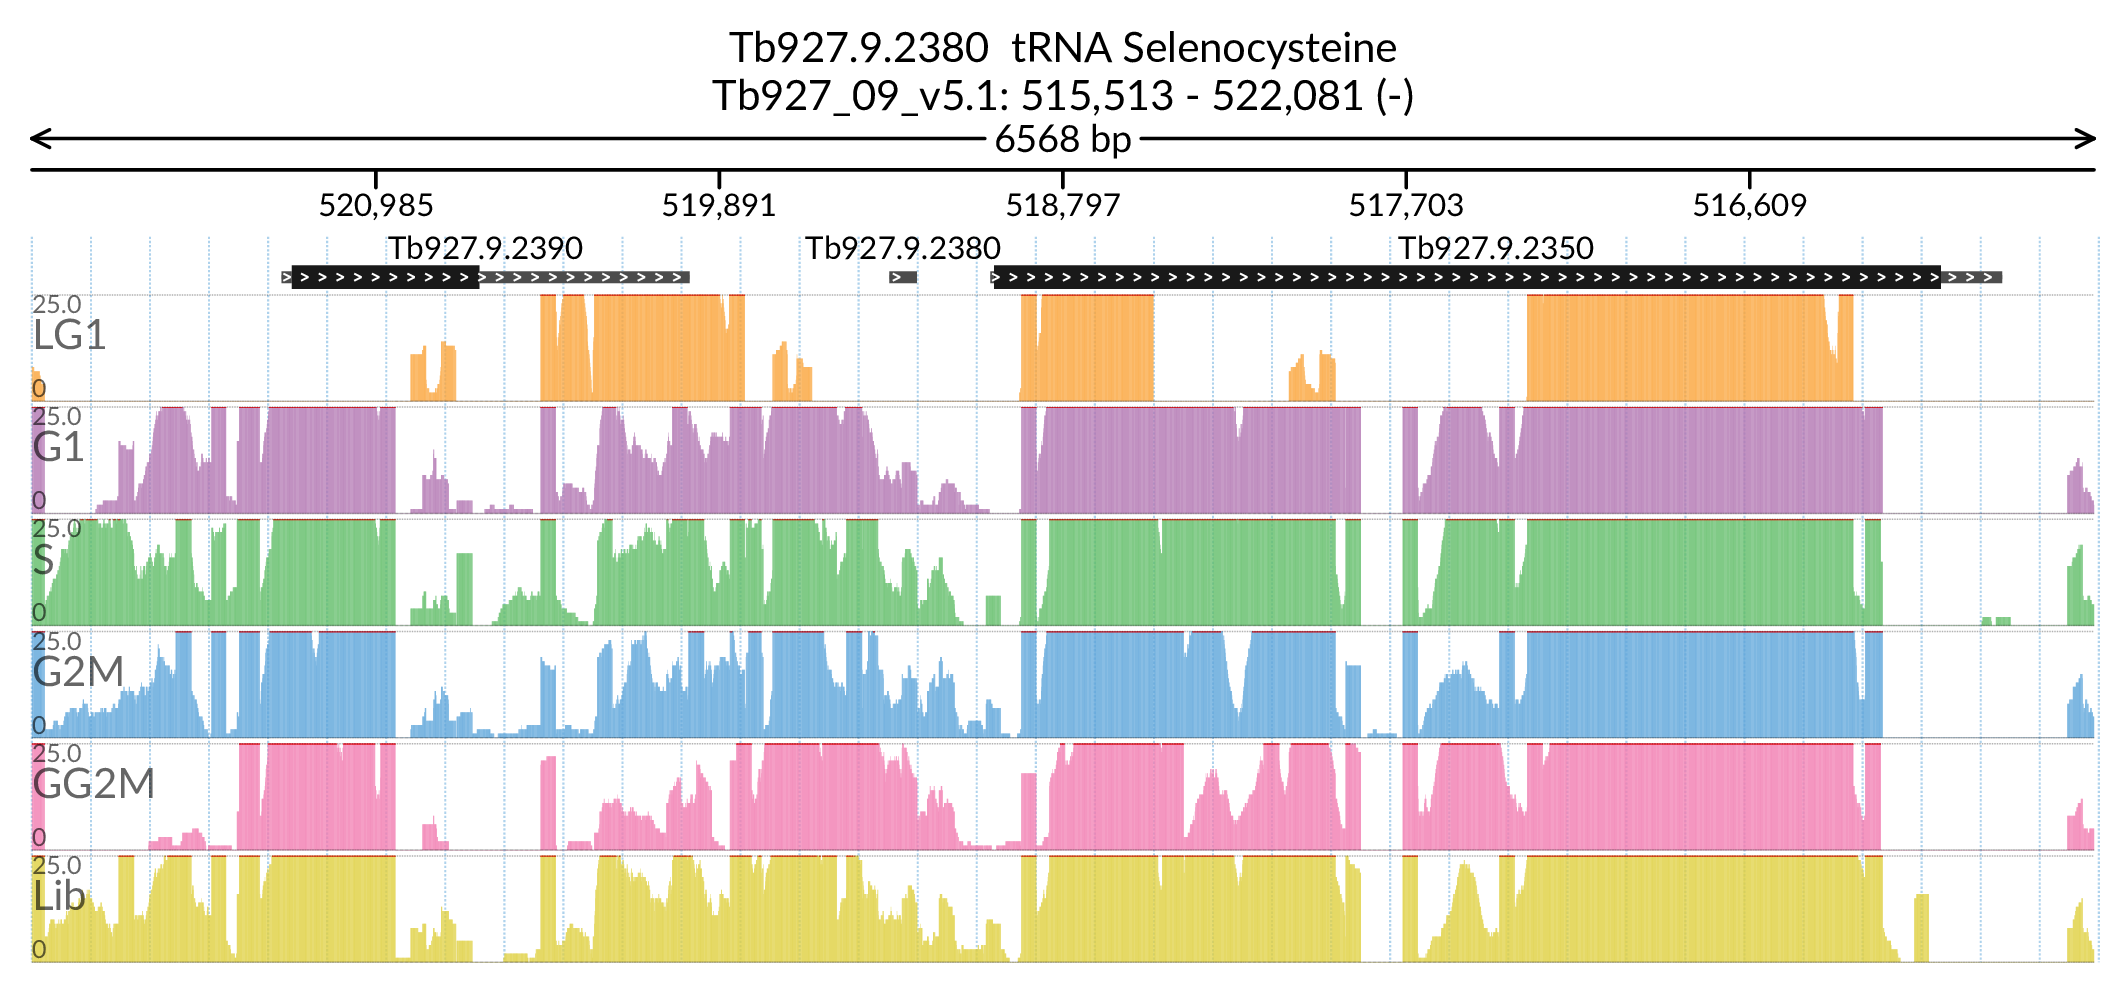 Tb927.9.2380  tRNA Selenocysteine
Tb927_09_v5.1: 515,513 - 522,081 (-)
6568 bp
520,985 519,891 518,797 517,703 516,609
Tb927.9.2390 Tb927.9.2380 Tb927.9.2350
25.0
LG1
0
25.0
G1
0
25.0
S
0
25.0
G2M
0
25.0
GG2M
0
25.0
Lib
0